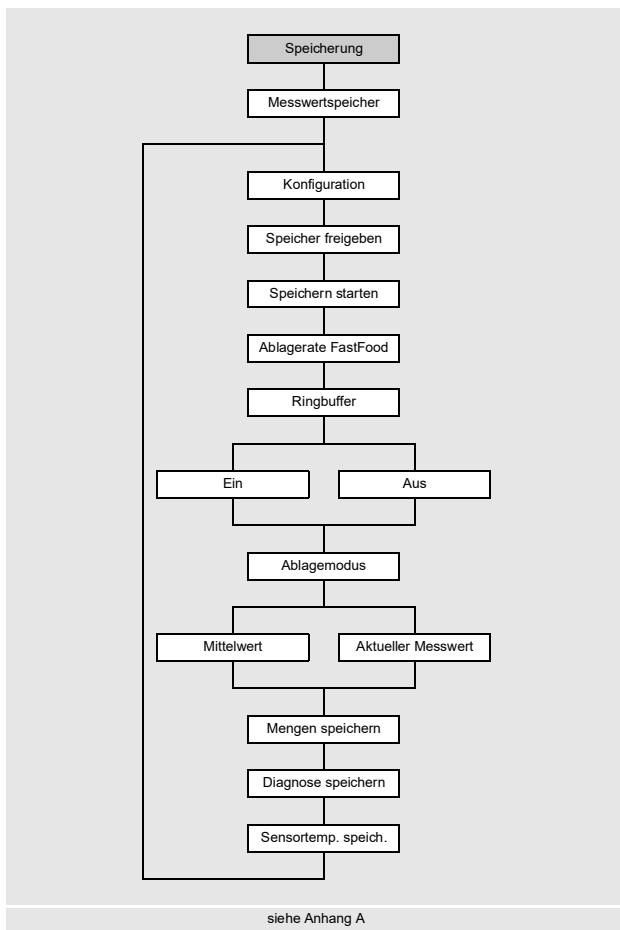 Speicherung
Messwertspeicher
Konfiguration
Speicher freigeben
Speichern starten
Ablagerate FastFood
Ringbuffer
Ein
Aus
Ablagemodus
Mittelwert
Aktueller Messwert
Mengen speichern
Diagnose speichern
Sensortemp. speich.
siehe Anhang A